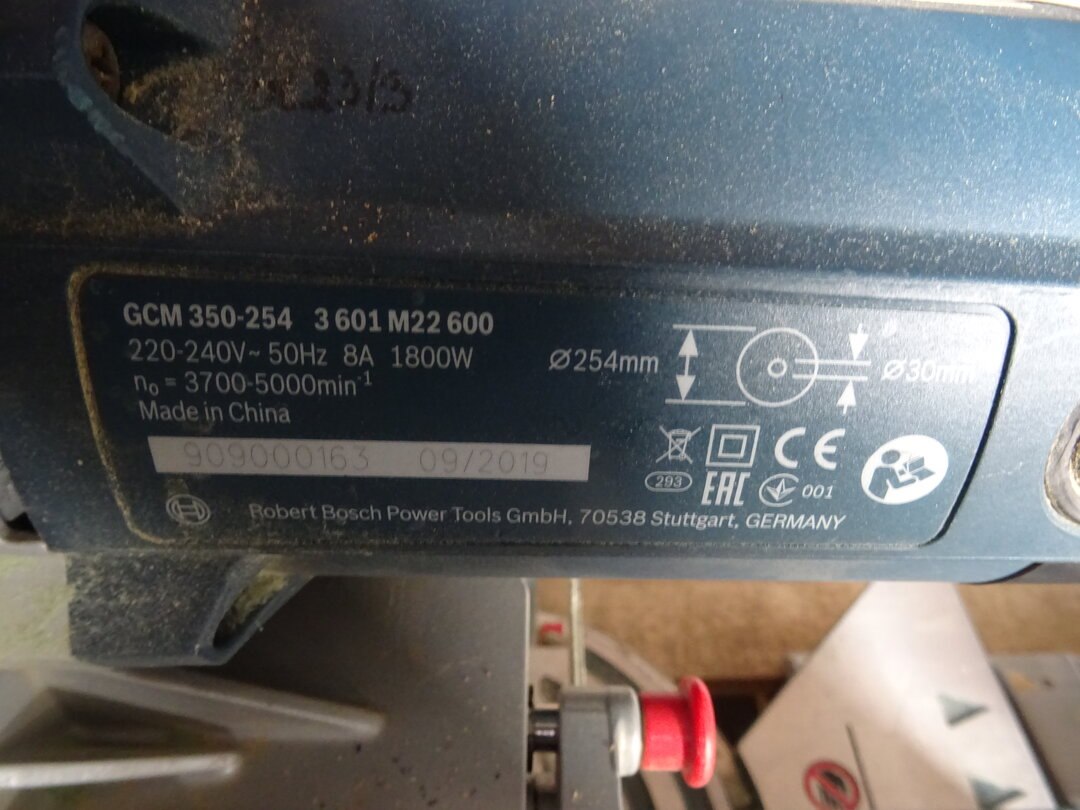 GCM 350-254 3 601 M22 600
220-240V~ 50Hz 8A 1800W
n₀ = 3700-5000min⁻¹
Made in China
909000163 09/2019
Robert Bosch Power Tools GmbH, 70538 Stuttgart, GERMANY
Ø254mm
Ø30mm
CE
293
EAC
001